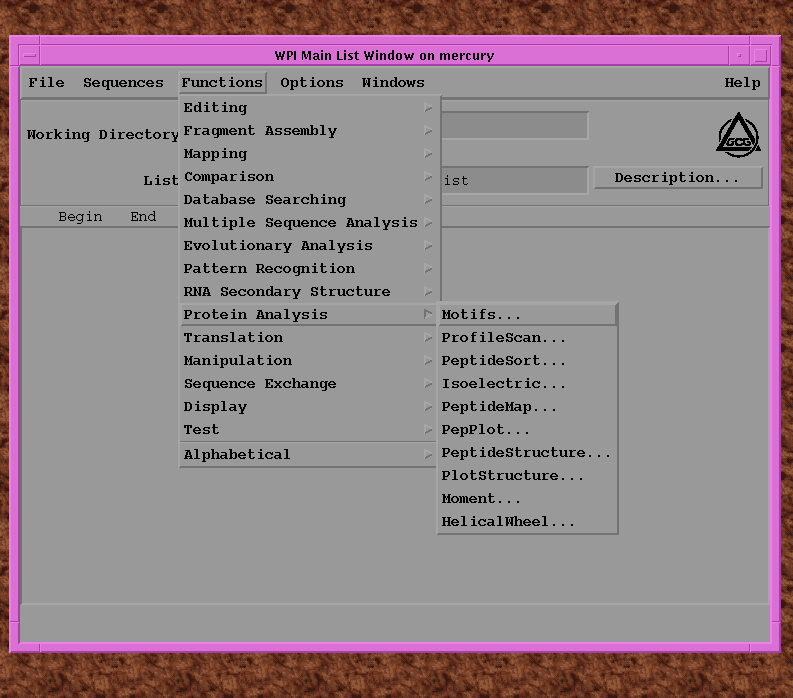 WPI Main List Window on mercury
File Sequences Functions Options Windows Help
Working Directory
GCG
List ist Description...
Begin End
Editing
Fragment Assembly
Mapping
Comparison
Database Searching
Multiple Sequence Analysis
Evolutionary Analysis
Pattern Recognition
RNA Secondary Structure
Protein Analysis
Translation
Manipulation
Sequence Exchange
Display
Test
Alphabetical
Motifs...
ProfileScan...
PeptideSort...
Isoelectric...
PeptideMap...
PepPlot...
PeptideStructure...
PlotStructure...
Moment...
HelicalWheel...